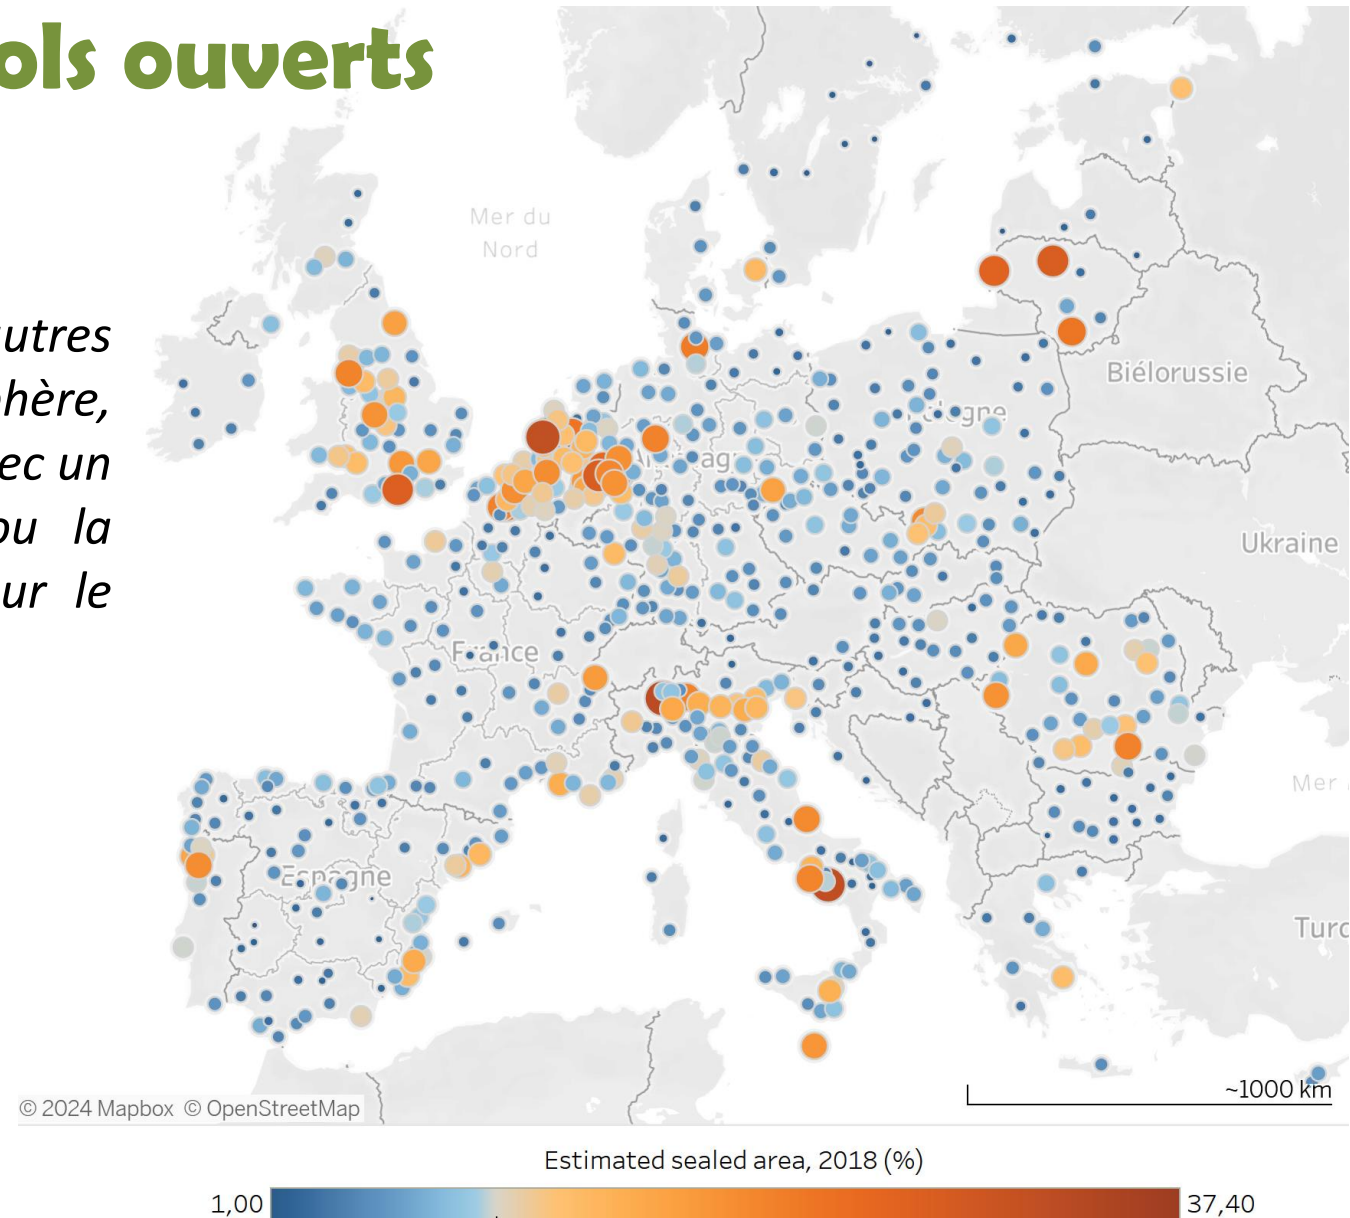 ols ouverts
utres
hère,
ec un
ou la
ur le
Mer du
Nord
Biélorussie
Ukraine
France
Espagne
Mer
Turc
© 2024 Mapbox © OpenStreetMap
~1000 km
Estimated sealed area, 2018 (%)
1,00
37,40